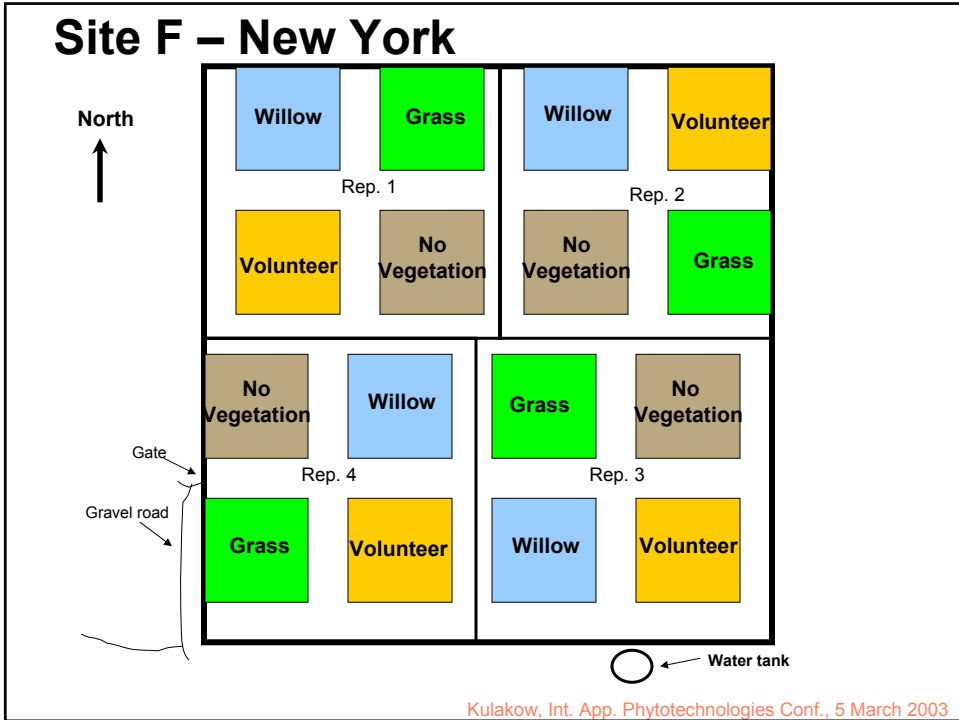 Site F – New York
North
Willow
Grass
Willow
Volunteer
Rep. 1
Rep. 2
Volunteer
No
Vegetation
No
Vegetation
Grass
No
Vegetation
Willow
Grass
No
Vegetation
Gate
Rep. 4
Rep. 3
Gravel road
Grass
Volunteer
Willow
Volunteer
Water tank
Kulakow, Int. App. Phytotechnologies Conf., 5 March 2003